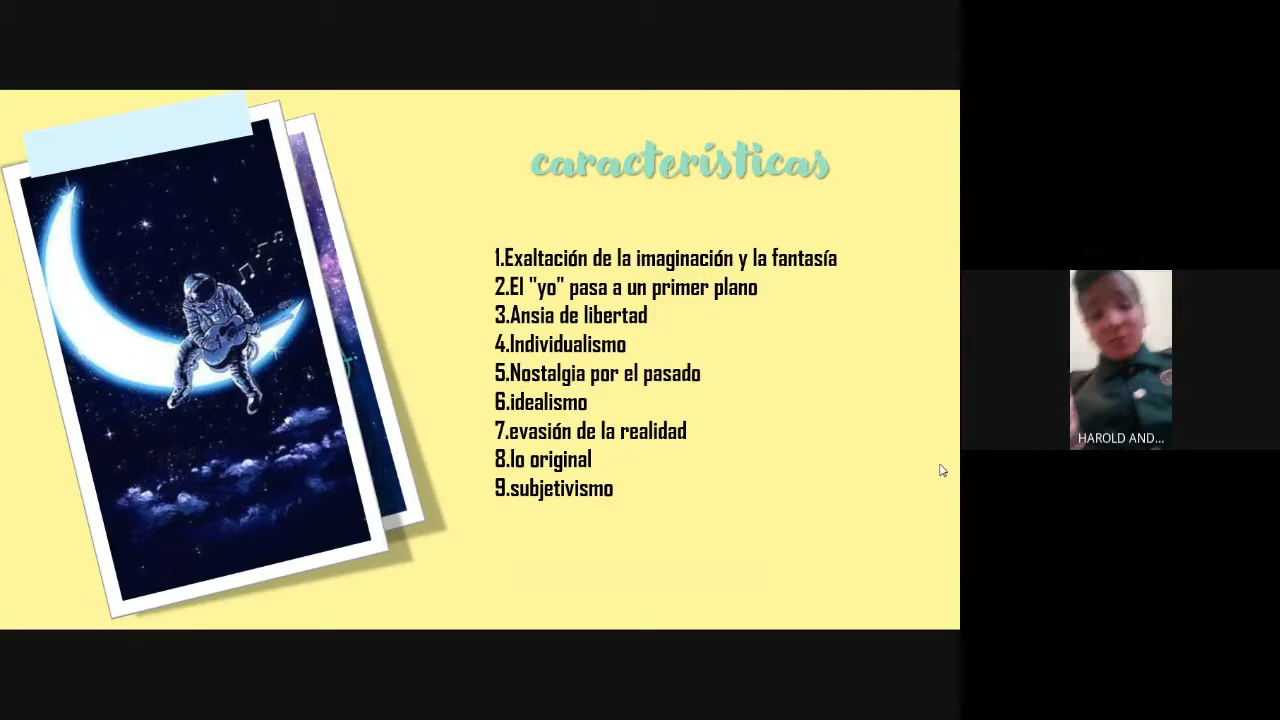 características
1.Exaltación de la imaginación y la fantasía
2.El "yo" pasa a un primer plano
3.Ansia de libertad
4.Individualismo
5.Nostalgia por el pasado
6.idealismo
7.evasión de la realidad
8.lo original
9.subjetivismo
HAROLD AND...